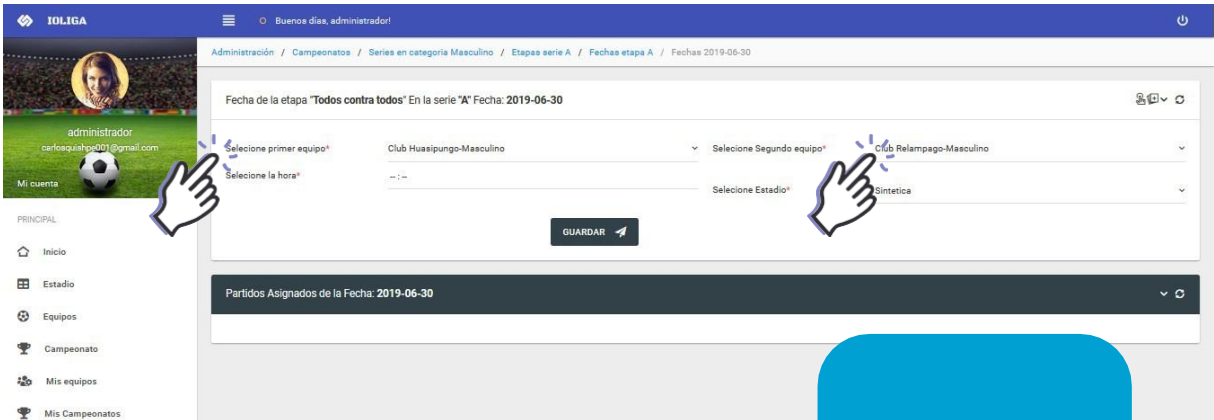 IOLIGA
Buenos días, administrador!
Administración / Campeonatos / Series en categoria Masculino / Etapas serie A / Fechas etapa A / Fechas 2019-06-30
Fecha de la etapa "Todos contra todos" En la serie "A" Fecha: 2019-06-30
administrador
carlosquishpe001@gmail.com
Mi cuenta
Selecione primer equipo*
Club Huasipungo-Masculino
Selecione Segundo equipo*
Club Relampago-Masculino
Selecione la hora*
-- : --
Selecione Estadio*
Sintetica
GUARDAR
PRINCIPAL
Inicio
Estadio
Equipos
Campeonato
Mis equipos
Mis Campeonatos
Partidos Asignados de la Fecha: 2019-06-30